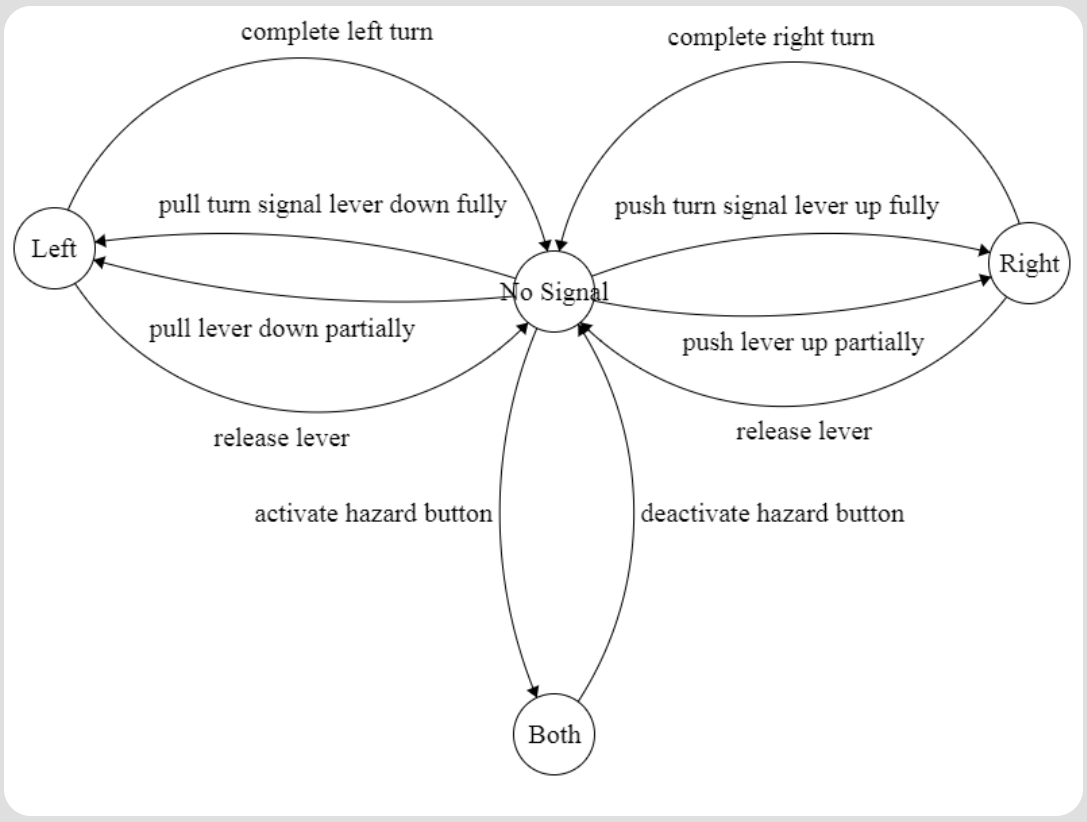 complete left turn
complete right turn
pull turn signal lever down fully
push turn signal lever up fully
Left
Right
No Signal
pull lever down partially
push lever up partially
release lever
release lever
activate hazard button
deactivate hazard button
Both